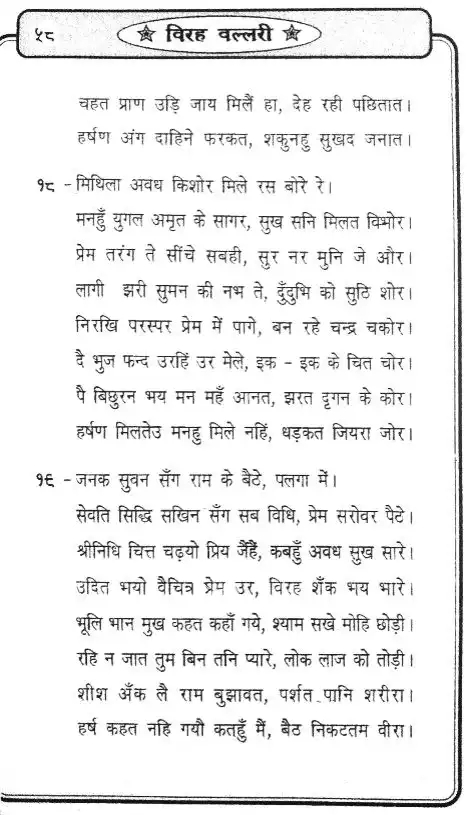 ५८
विरह वल्लरी
चहत प्राण उड़ि जाय मिलैं हा, देह रही पछितात।
हर्षण अंग दाहिने फरकत, शकुनहु सुखद जनात।
१८ - मिथिला अवध किशोर मिले रस बोरे रे।
मनहुँ युगल अमृत के सागर, सुख सनि मिलत विभोर।
प्रेम तरंग ते सींचे सबही, सुर नर मुनि जे और।
लागी झरी सुमन की नभ ते, दुँदुभि को सुठि शोर।
निरखि परस्पर प्रेम में पागे, बन रहे चन्द्र चकोर।
दै भुज फन्द उरहिं उर मेले, इक - इक के चित चोर।
पै बिछुरन भय मन महँ आनत, झरत दृगन के कोर।
हर्षण मिलतेउ मनहु मिले नहिं, धड़कत जियरा जोर।
१९ - जनक सुवन सँग राम के बैठे, पलगा में।
सेवति सिद्धि सखिन सँग सब विधि, प्रेम सरोवर पैठे।
श्रीनिधि चित्त चढ़यो प्रिय जैहैं, कबहुँ अवध सुख सारे।
उदित भयो वैचित्र प्रेम उर, विरह शँक भय भारे।
भूलि भान मुख कहत कहाँ गये, श्याम सखे मोहि छोड़ी।
रहि न जात तुम बिन तनि प्यारे, लोक लाज को तोड़ी।
शीश अँक लै राम बुझावत, पर्शत पानि शरीरा।
हर्ष कहत नहि गयौ कतहुँ मैं, बैठ निकटतम वीरा।